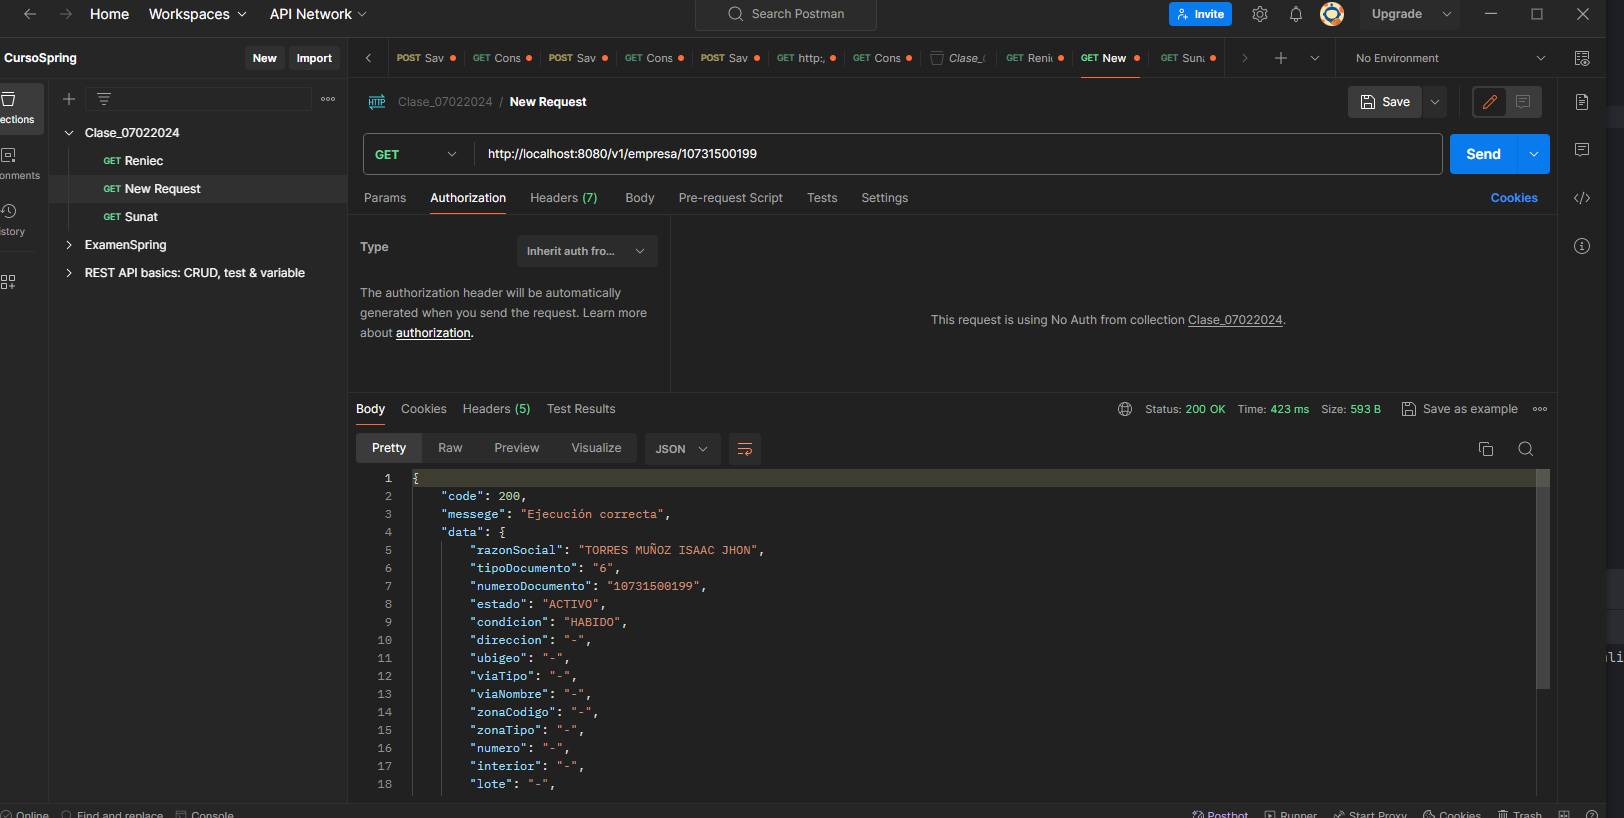 Home Workspaces API Network Search Postman Invite Upgrade
CursoSpring New Import POST Sav GET Cons POST Sav GET Cons POST Sav GET http:, GET Cons Clase_( GET Reni GET New GET Suna No Environment
Clase_07022024 / New Request Save
ections
Clase_07022024
GET Reniec
GET New Request
GET Sunat
ExamenSpring
REST API basics: CRUD, test & variable
onments
istory
GET http://localhost:8080/v1/empresa/10731500199 Send
Params Authorization Headers (7) Body Pre-request Script Tests Settings Cookies
Type Inherit auth fro...
The authorization header will be automatically
generated when you send the request. Learn more
about authorization.
This request is using No Auth from collection Clase_07022024.
Body Cookies Headers (5) Test Results Status: 200 OK Time: 423 ms Size: 593 B Save as example
Pretty Raw Preview Visualize JSON
1 {
2 "code": 200,
3 "messege": "Ejecución correcta",
4 "data": {
5 "razonSocial": "TORRES MUÑOZ ISAAC JHON",
6 "tipoDocumento": "6",
7 "numeroDocumento": "10731500199",
8 "estado": "ACTIVO",
9 "condicion": "HABIDO",
10 "direccion": "-",
11 "ubigeo": "-",
12 "viaTipo": "-",
13 "viaNombre": "-",
14 "zonaCodigo": "-",
15 "zonaTipo": "-",
16 "numero": "-",
17 "interior": "-",
18 "lote": "-",
Online Find and replace Console Postbot Runner Start Proxy Cookies Trash